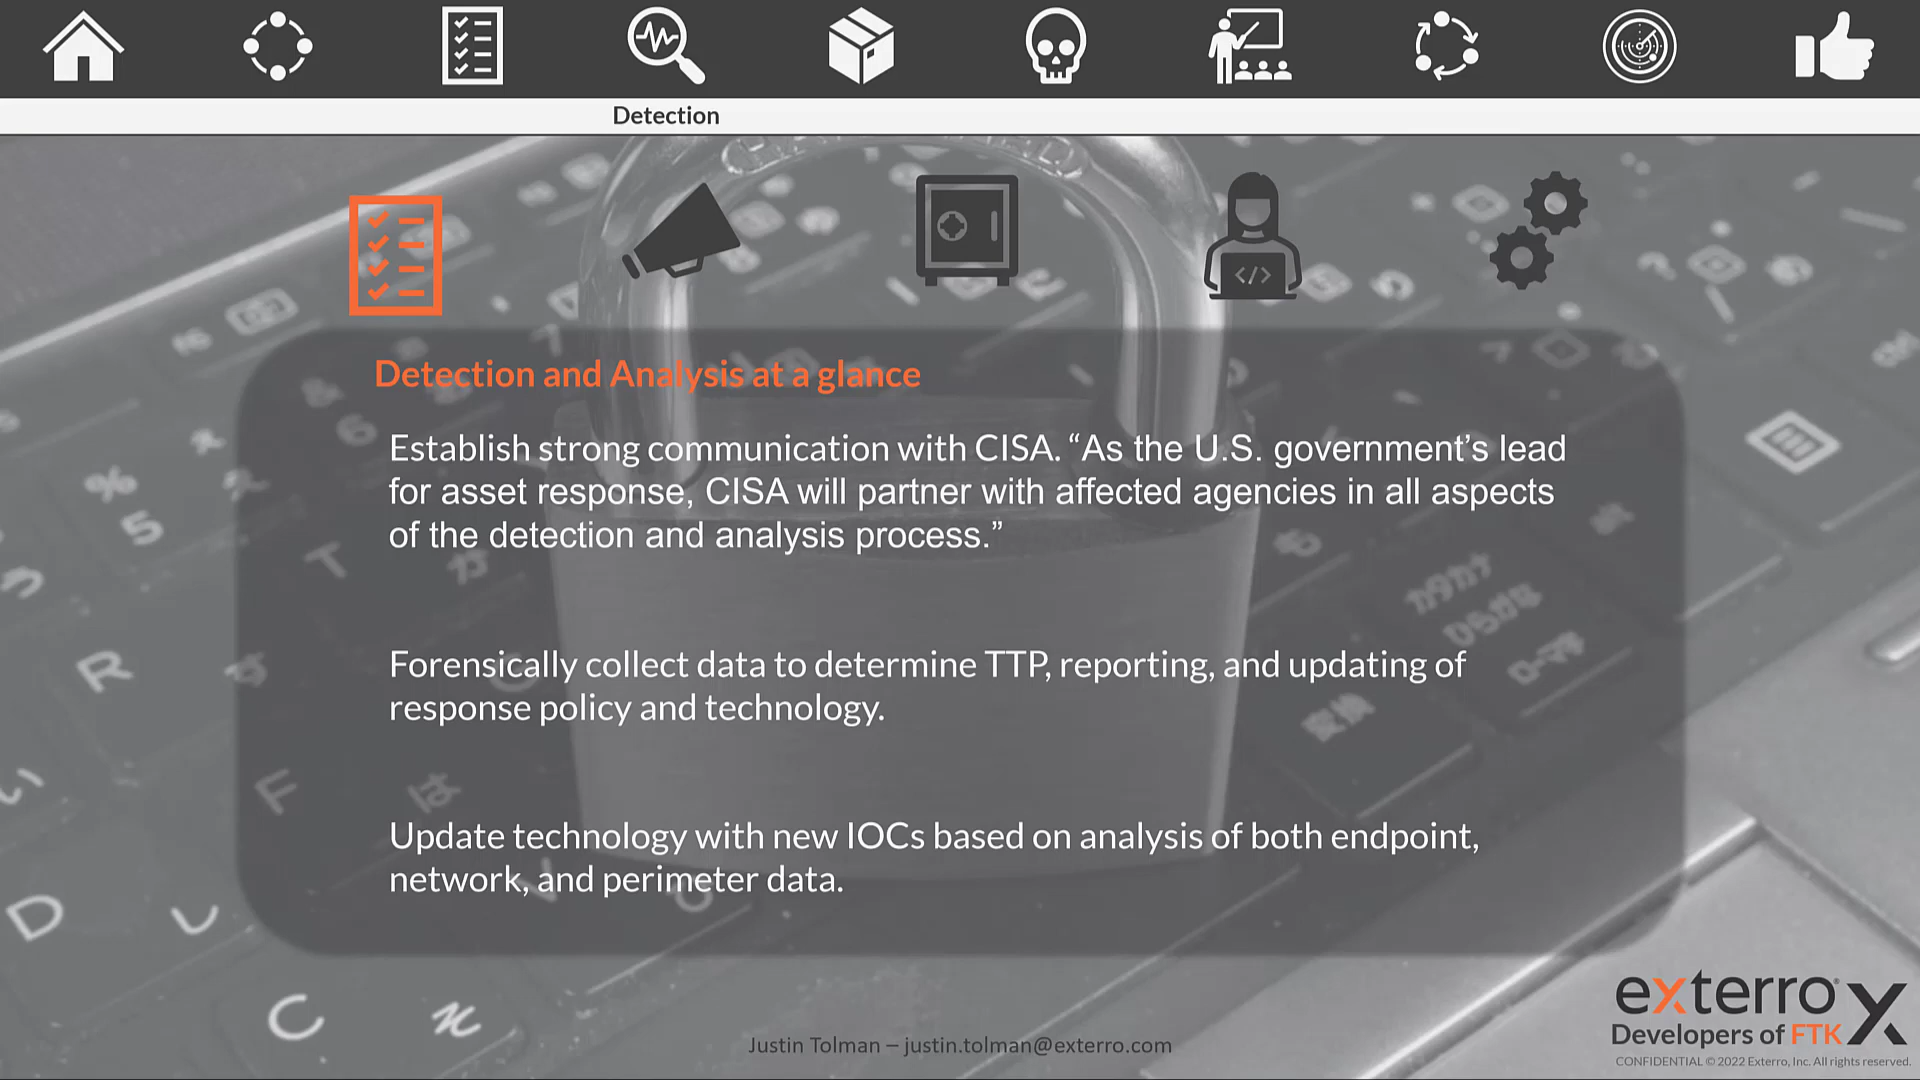 Detection
Detection and Analysis at a glance
Establish strong communication with CISA. “As the U.S. government’s lead
for asset response, CISA will partner with affected agencies in all aspects
of the detection and analysis process.”
Forensically collect data to determine TTP, reporting, and updating of
response policy and technology.
Update technology with new IOCs based on analysis of both endpoint,
network, and perimeter data.
exterro
Developers of FTK
Justin Tolman – justin.tolman@exterro.com
CONFIDENTIAL © 2022 Exterro, Inc. All rights reserved.